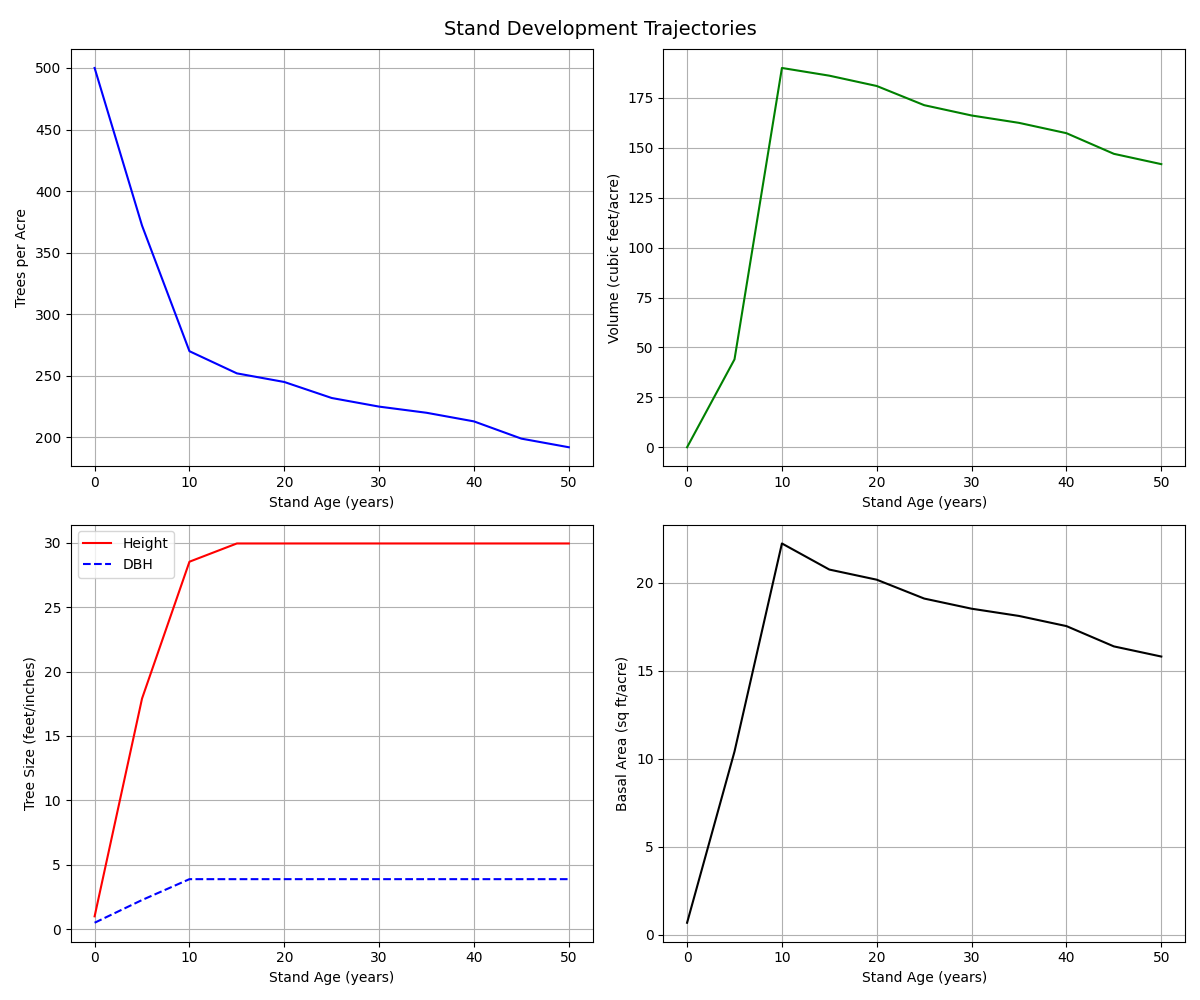 Stand Development Trajectories
500
450
400
350
300
250
200
Trees per Acre
0 10 20 30 40 50
Stand Age (years)
175
150
125
100
75
50
25
0
Volume (cubic feet/acre)
0 10 20 30 40 50
Stand Age (years)
30
25
20
15
10
5
0
Tree Size (feet/inches)
Height
DBH
0 10 20 30 40 50
Stand Age (years)
20
15
10
5
0
Basal Area (sq ft/acre)
0 10 20 30 40 50
Stand Age (years)